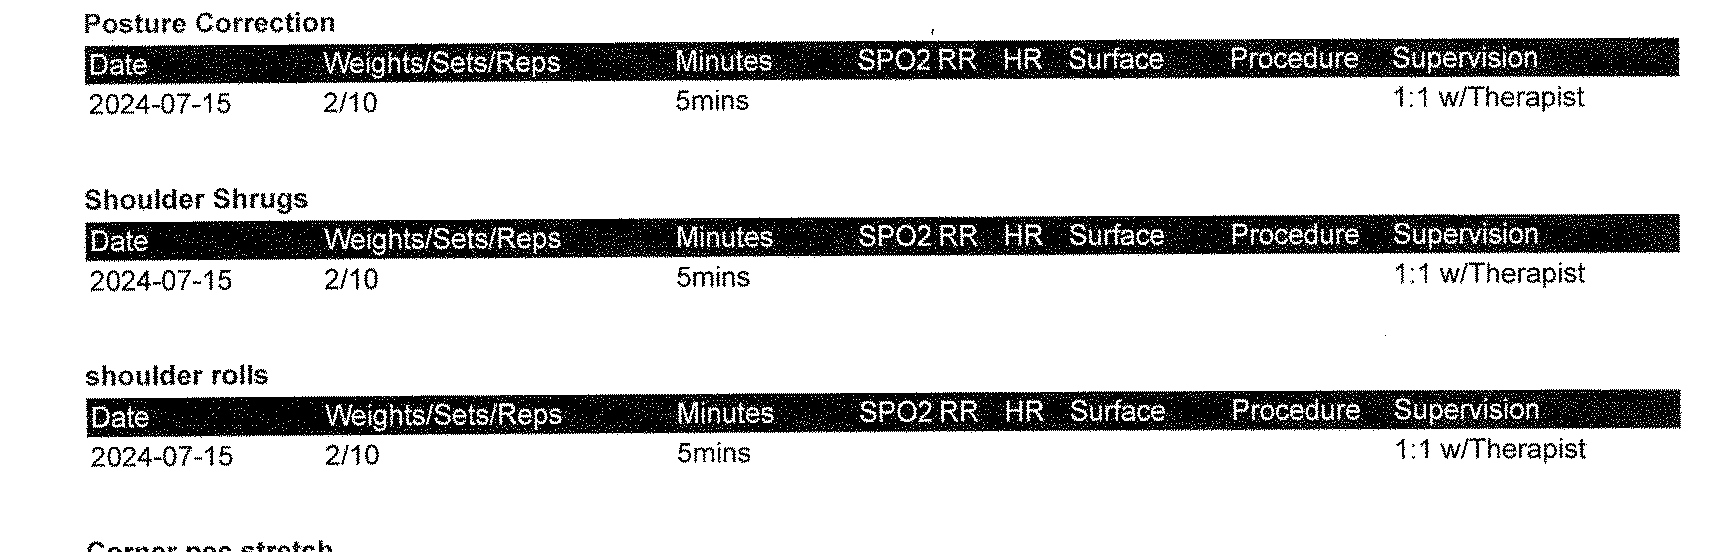 Posture Correction
Date Weights/Sets/Reps Minutes SPO2 RR HR Surface Procedure Supervision
2024-07-15 2/10 5mins 1:1 w/Therapist
Shoulder Shrugs
Date Weights/Sets/Reps Minutes SPO2 RR HR Surface Procedure Supervision
2024-07-15 2/10 5mins 1:1 w/Therapist
shoulder rolls
Date Weights/Sets/Reps Minutes SPO2 RR HR Surface Procedure Supervision
2024-07-15 2/10 5mins 1:1 w/Therapist
Corner pec stretch